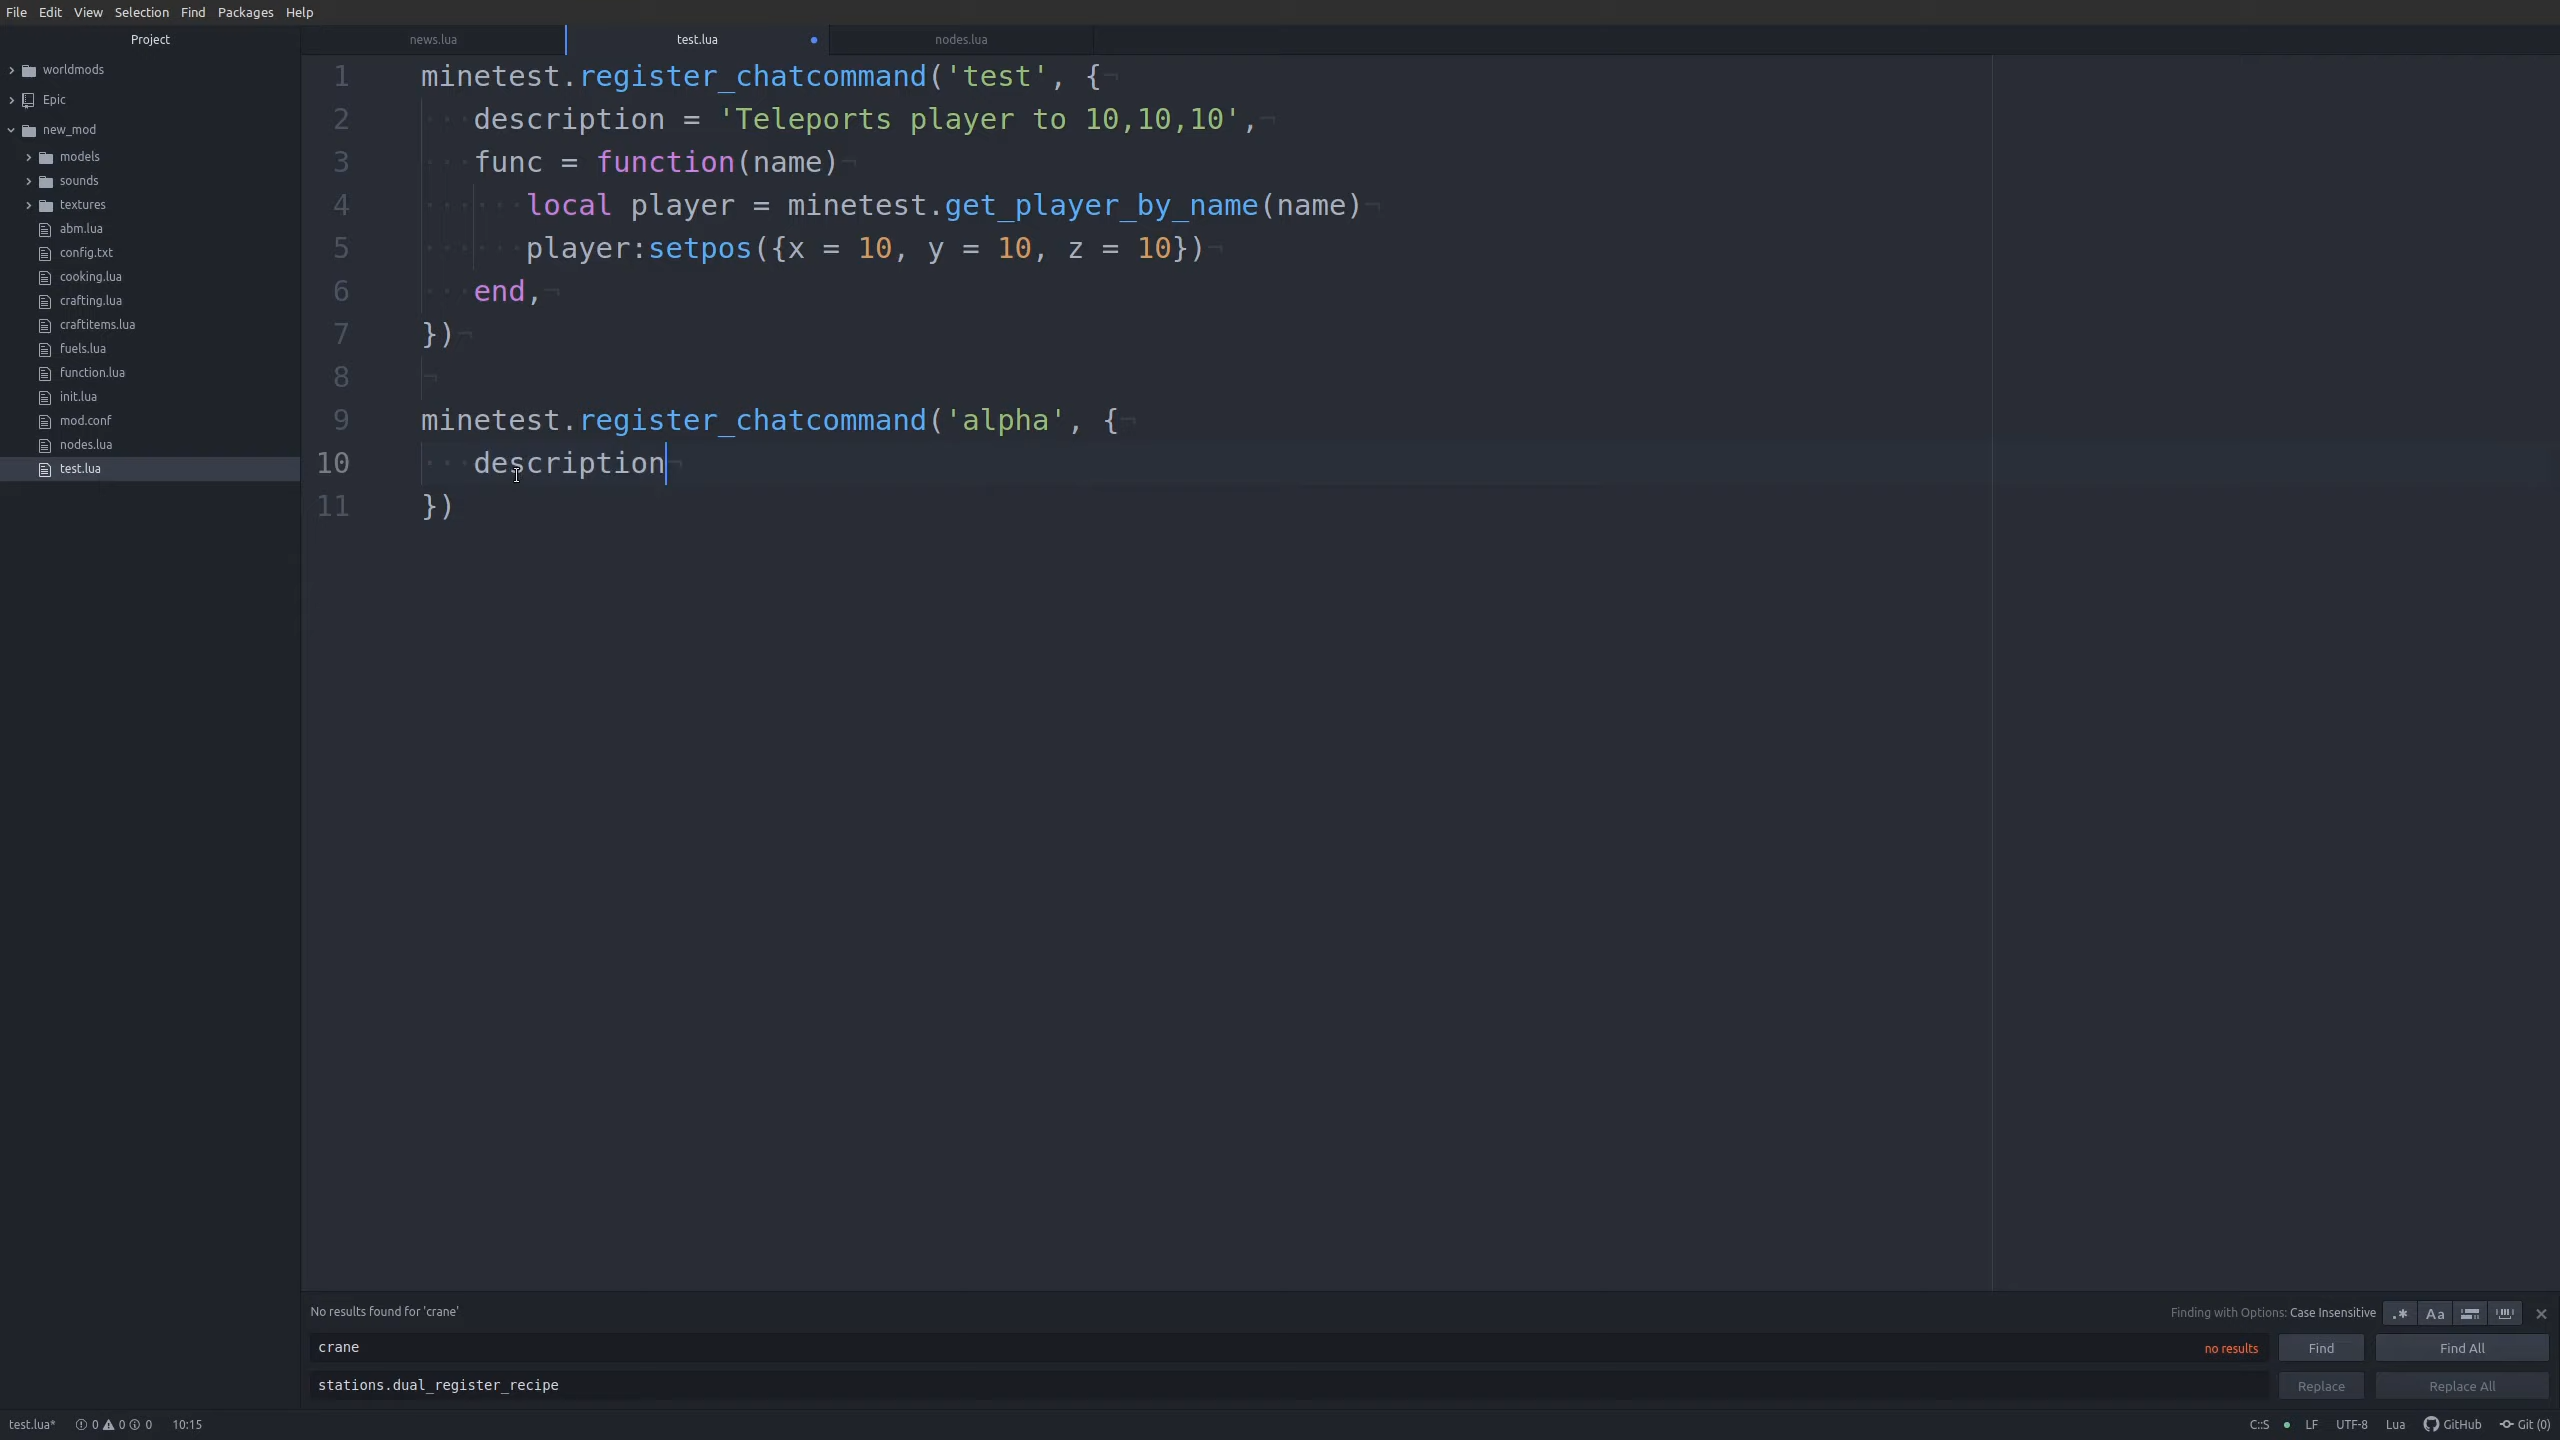 File Edit View Selection Find Packages Help
Project
news.lua
test.lua
nodes.lua
worldmods
Epic
new_mod
models
sounds
textures
abm.lua
config.txt
cooking.lua
crafting.lua
craftitems.lua
fuels.lua
function.lua
init.lua
mod.conf
nodes.lua
test.lua
1 minetest.register_chatcommand('test', {¬
2 description = 'Teleports player to 10,10,10',¬
3 func = function(name)¬
4 local player = minetest.get_player_by_name(name)¬
5 player:setpos({x = 10, y = 10, z = 10})¬
6 end,¬
7 })¬
8 ¬
9 minetest.register_chatcommand('alpha', {¬
10 description¬
11 })
No results found for 'crane'
Finding with Options: Case Insensitive
.* Aa
crane
no results
Find
Find All
stations.dual_register_recipe
Replace
Replace All
test.lua* 0 0 0 10:15
C::S LF UTF-8 Lua GitHub Git (0)